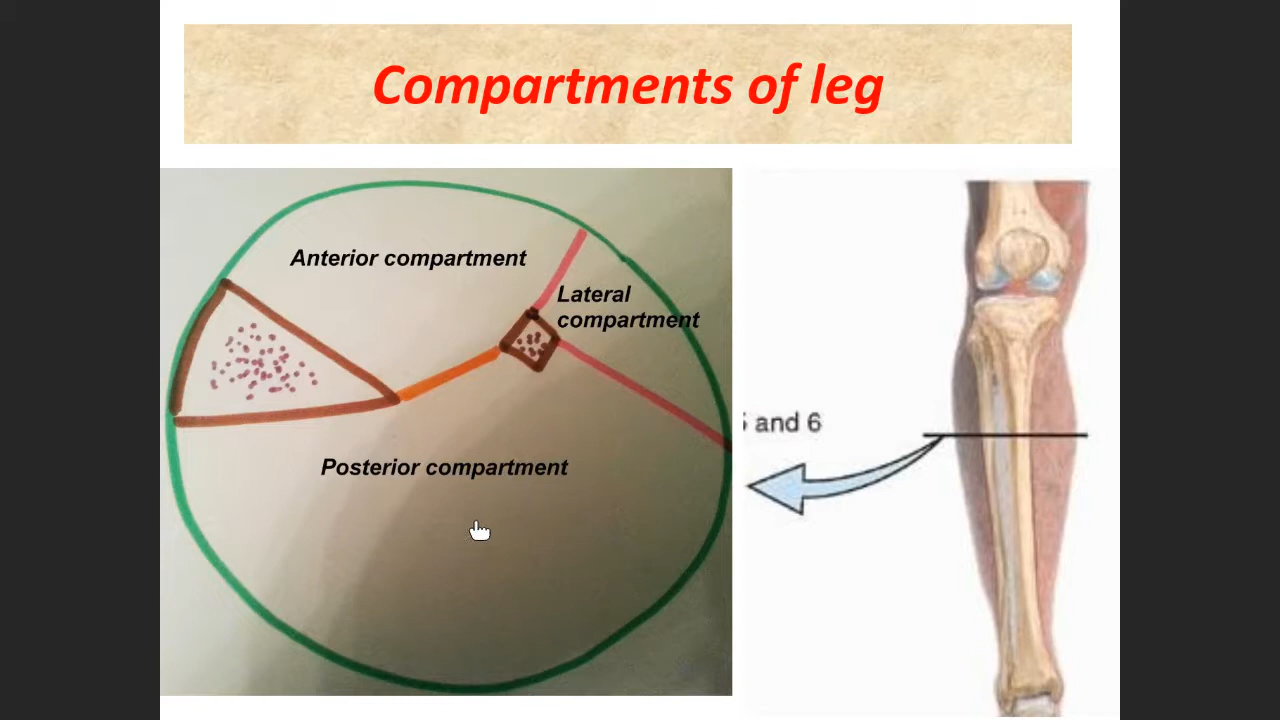 Compartments of leg
Anterior compartment
Lateral
compartment
Posterior compartment
and 6